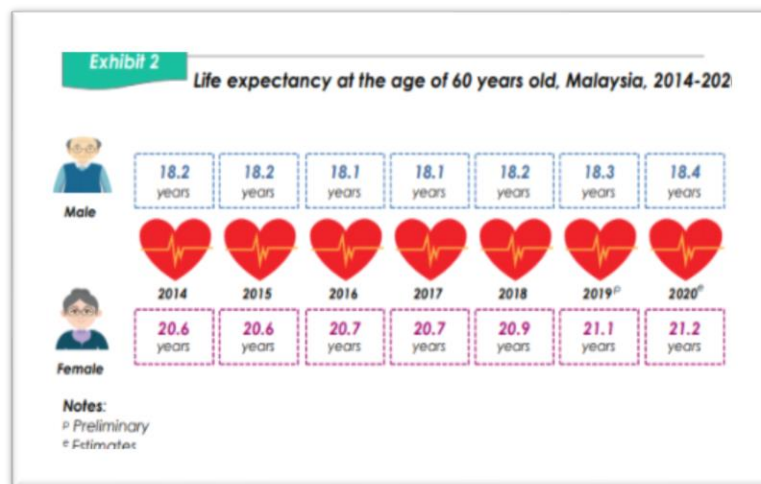 Exhibit 2
Life expectancy at the age of 60 years old, Malaysia, 2014-202
18.2 18.2 18.1 18.1 18.2 18.3 18.4
years years years years years years years
Male
2014 2015 2016 2017 2018 2019ᵖ 2020ᵉ
20.6 20.6 20.7 20.7 20.9 21.1 21.2
years years years years years years years
Female
Notes:
ᵖ Preliminary
ᵉ Estimates